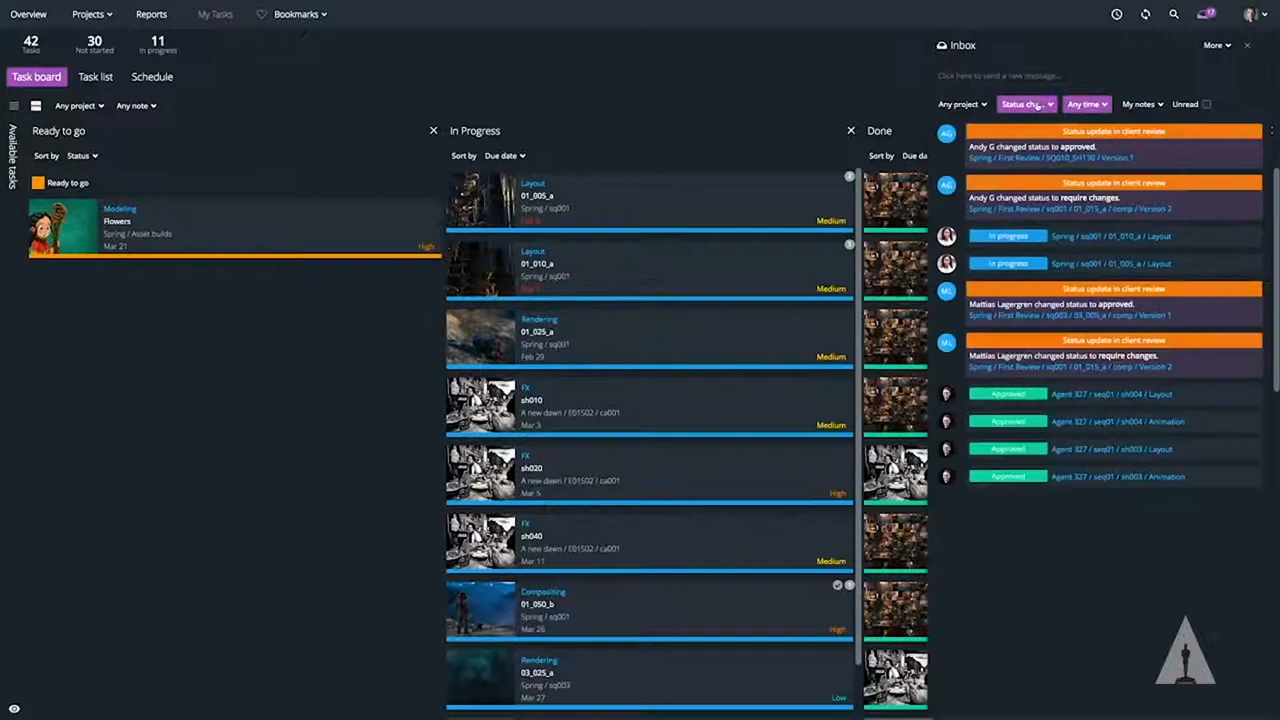 Overview Projects Reports My Tasks Bookmarks
17
42 30 11
Tasks Not started In progress
Task board Task list Schedule
Any project Any note
Available tasks
Ready to go
Sort by Status
Ready to go
Modeling
Flowers
Spring / Asset builds
Mar 21 High
In Progress
Sort by Due date
Layout
01_005_a
Spring / sq001
Medium
Layout
01_010_a
Spring / sq001
Medium
Rendering
01_025_a
Spring / sq001
Feb 29 Medium
FX
sh010
A new dawn / E01S02 / ca001
Mar 3 Medium
FX
sh020
A new dawn / E01S02 / ca001
Mar 5 High
FX
sh040
A new dawn / E01S02 / ca001
Mar 11 Medium
Compositing
1
01_050_b
Spring / sq001
Mar 26 High
Rendering
03_025_a
Spring / sq003
Mar 27 Low
Done
Sort by Due da
Inbox More
Click here to send a new message...
Any project Status ch... Any time My notes Unread
AG
Status update in client review
Andy G changed status to approved.
Spring / First Review / SQ010_SH130 / Version 1
AG
Status update in client review
Andy G changed status to require changes.
Spring / First Review / sq001 / 01_015_a / comp / Version 2
In progress Spring / sq001 / 01_010_a / Layout
In progress Spring / sq001 / 01_005_a / Layout
ML
Status update in client review
Mattias Lagergren changed status to approved.
Spring / First Review / sq003 / 03_005_a / comp / Version 1
ML
Status update in client review
Mattias Lagergren changed status to require changes.
Spring / First Review / sq001 / 01_015_a / comp / Version 2
Approved Agent 327 / seq01 / sh004 / Layout
Approved Agent 327 / seq01 / sh004 / Animation
Approved Agent 327 / seq01 / sh003 / Layout
Approved Agent 327 / seq01 / sh003 / Animation